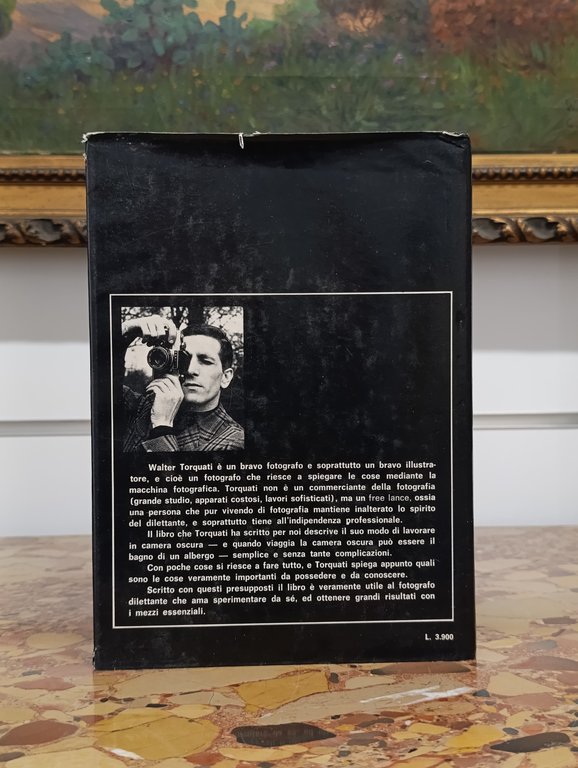 Walter Torquati è un bravo fotografo e soprattutto un bravo illustra-
tore, e cioè un fotografo che riesce a spiegare le cose mediante la
macchina fotografica. Torquati non è un commerciante della fotografia
(grande studio, apparati costosi, lavori sofisticati), ma un free lance, ossia
una persona che pur vivendo di fotografia mantiene inalterato lo spirito
del dilettante, e soprattutto tiene all'indipendenza professionale.
Il libro che Torquati ha scritto per noi descrive il suo modo di lavorare
in camera oscura — e quando viaggia la camera oscura può essere il
bagno di un albergo — semplice e senza tante complicazioni.
Con poche cose si riesce a fare tutto, e Torquati spiega appunto quali
sono le cose veramente importanti da possedere e da conoscere.
Scritto con questi presupposti il libro è veramente utile al fotografo
dilettante che ama sperimentare da sé, ed ottenere grandi risultati con
i mezzi essenziali.
L. 3.900